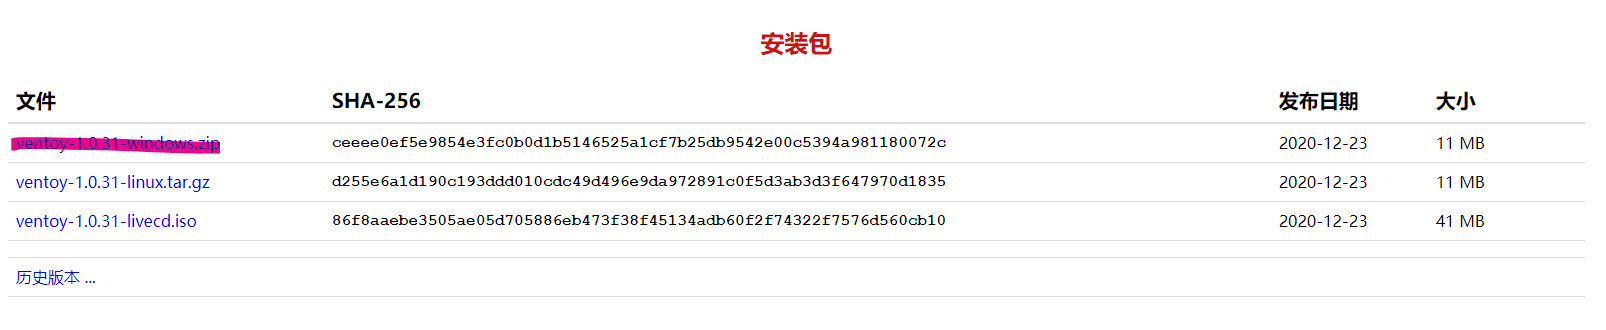 安装包
文件 SHA-256 发布日期 大小
ventoy-1.0.31-windows.zip ceeee0ef5e9854e3fc0b0d1b5146525a1cf7b25db9542e00c5394a981180072c 2020-12-23 11 MB
ventoy-1.0.31-linux.tar.gz d255e6a1d190c193ddd010cdc49d496e9da972891c0f5d3ab3d3f647970d1835 2020-12-23 11 MB
ventoy-1.0.31-livecd.iso 86f8aaebe3505ae05d705886eb473f38f45134adb60f2f74322f7576d560cb10 2020-12-23 41 MB
历史版本 ...